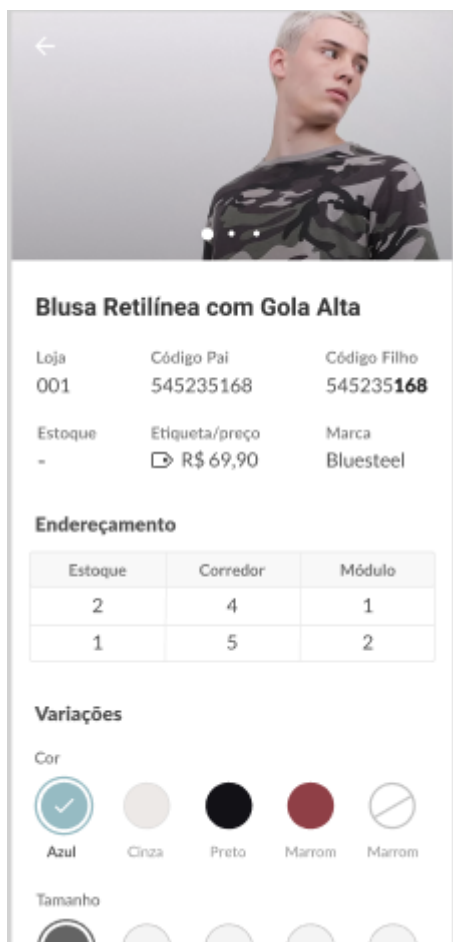 Blusa Retilínea com Gola Alta
Loja Código Pai Código Filho
001 545235168 545235168
Estoque Etiqueta/preço Marca
- R$ 69,90 Bluesteel
Endereçamento
Estoque Corredor Módulo
2 4 1
1 5 2
Variações
Cor
Azul Cinza Preto Marrom Marrom
Tamanho